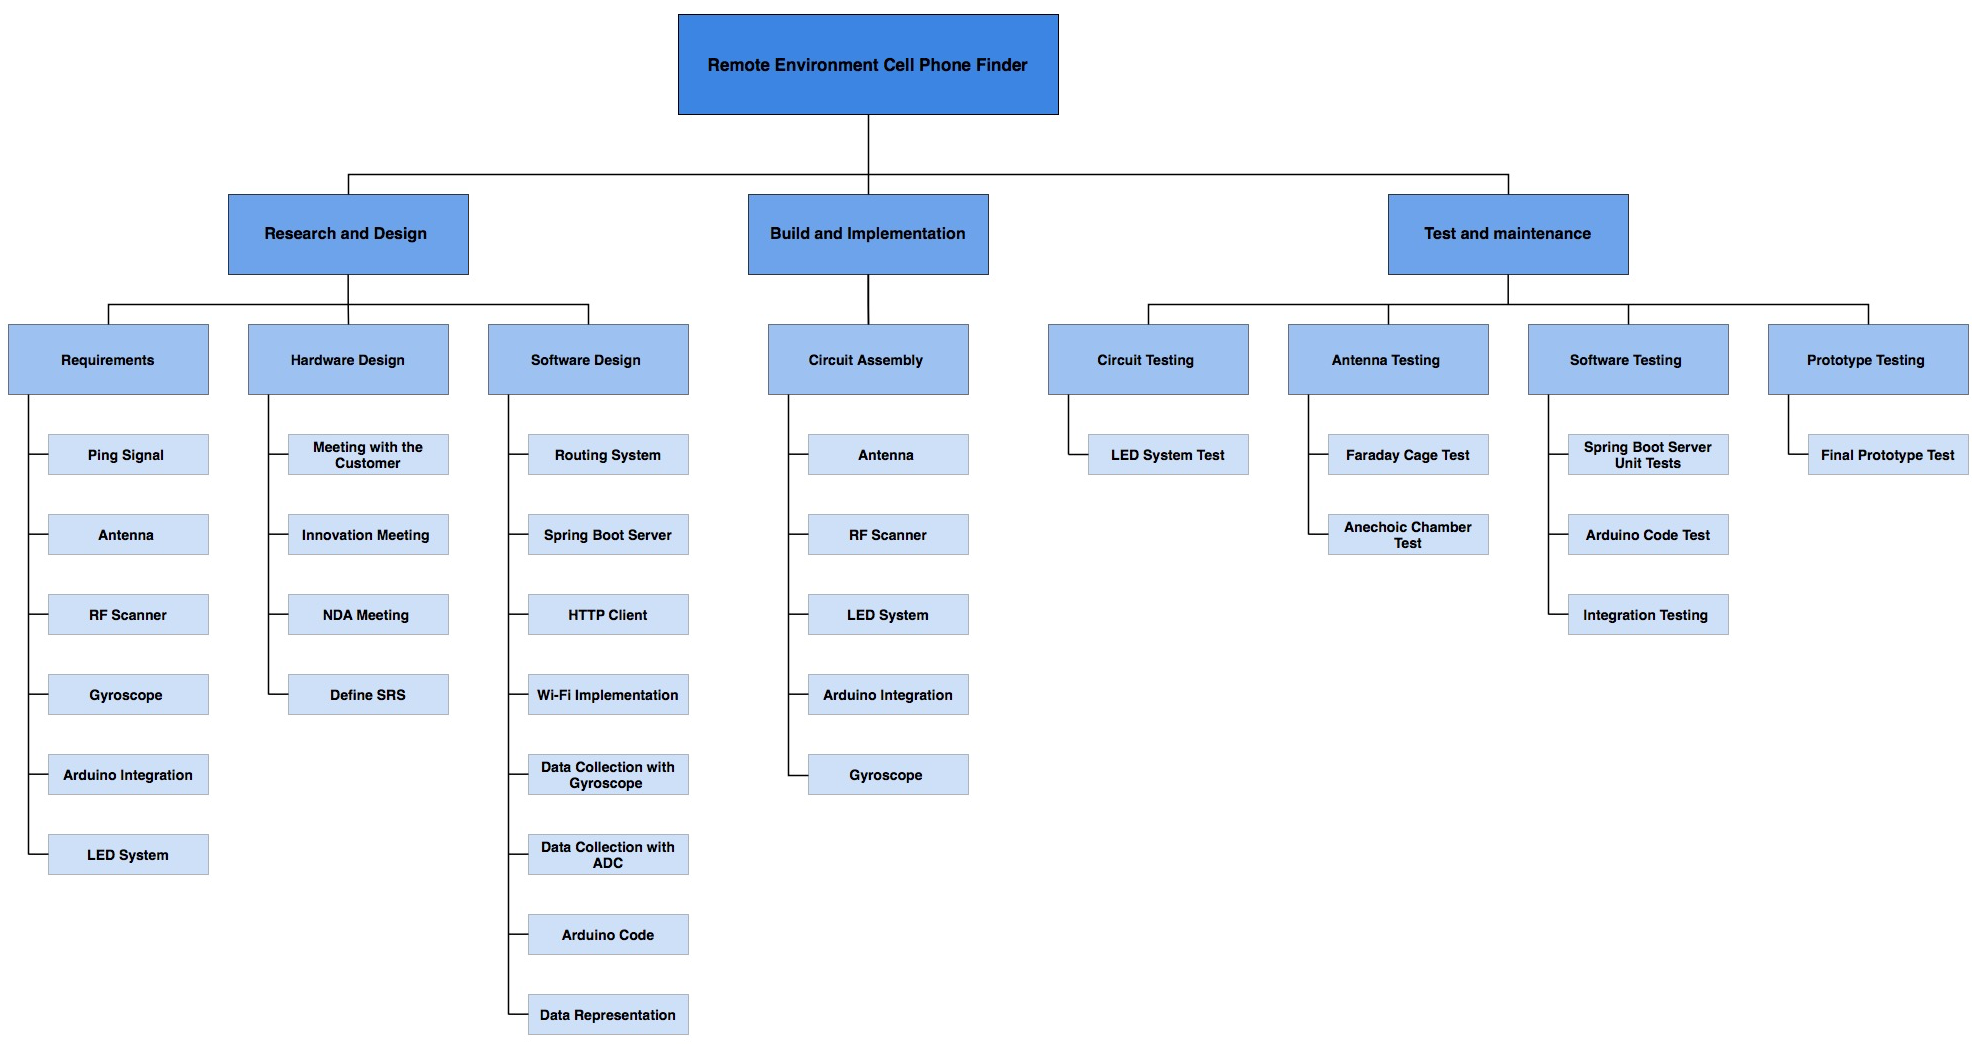 Remote Environment Cell Phone Finder
Research and Design
Build and Implementation
Test and maintenance
Requirements
Hardware Design
Software Design
Circuit Assembly
Circuit Testing
Antenna Testing
Software Testing
Prototype Testing
Ping Signal
Antenna
RF Scanner
Gyroscope
Arduino Integration
LED System
Meeting with the
Customer
Innovation Meeting
NDA Meeting
Define SRS
Routing System
Spring Boot Server
HTTP Client
Wi-Fi Implementation
Data Collection with
Gyroscope
Data Collection with
ADC
Arduino Code
Data Representation
Antenna
RF Scanner
LED System
Arduino Integration
Gyroscope
LED System Test
Faraday Cage Test
Anechoic Chamber
Test
Spring Boot Server
Unit Tests
Arduino Code Test
Integration Testing
Final Prototype Test